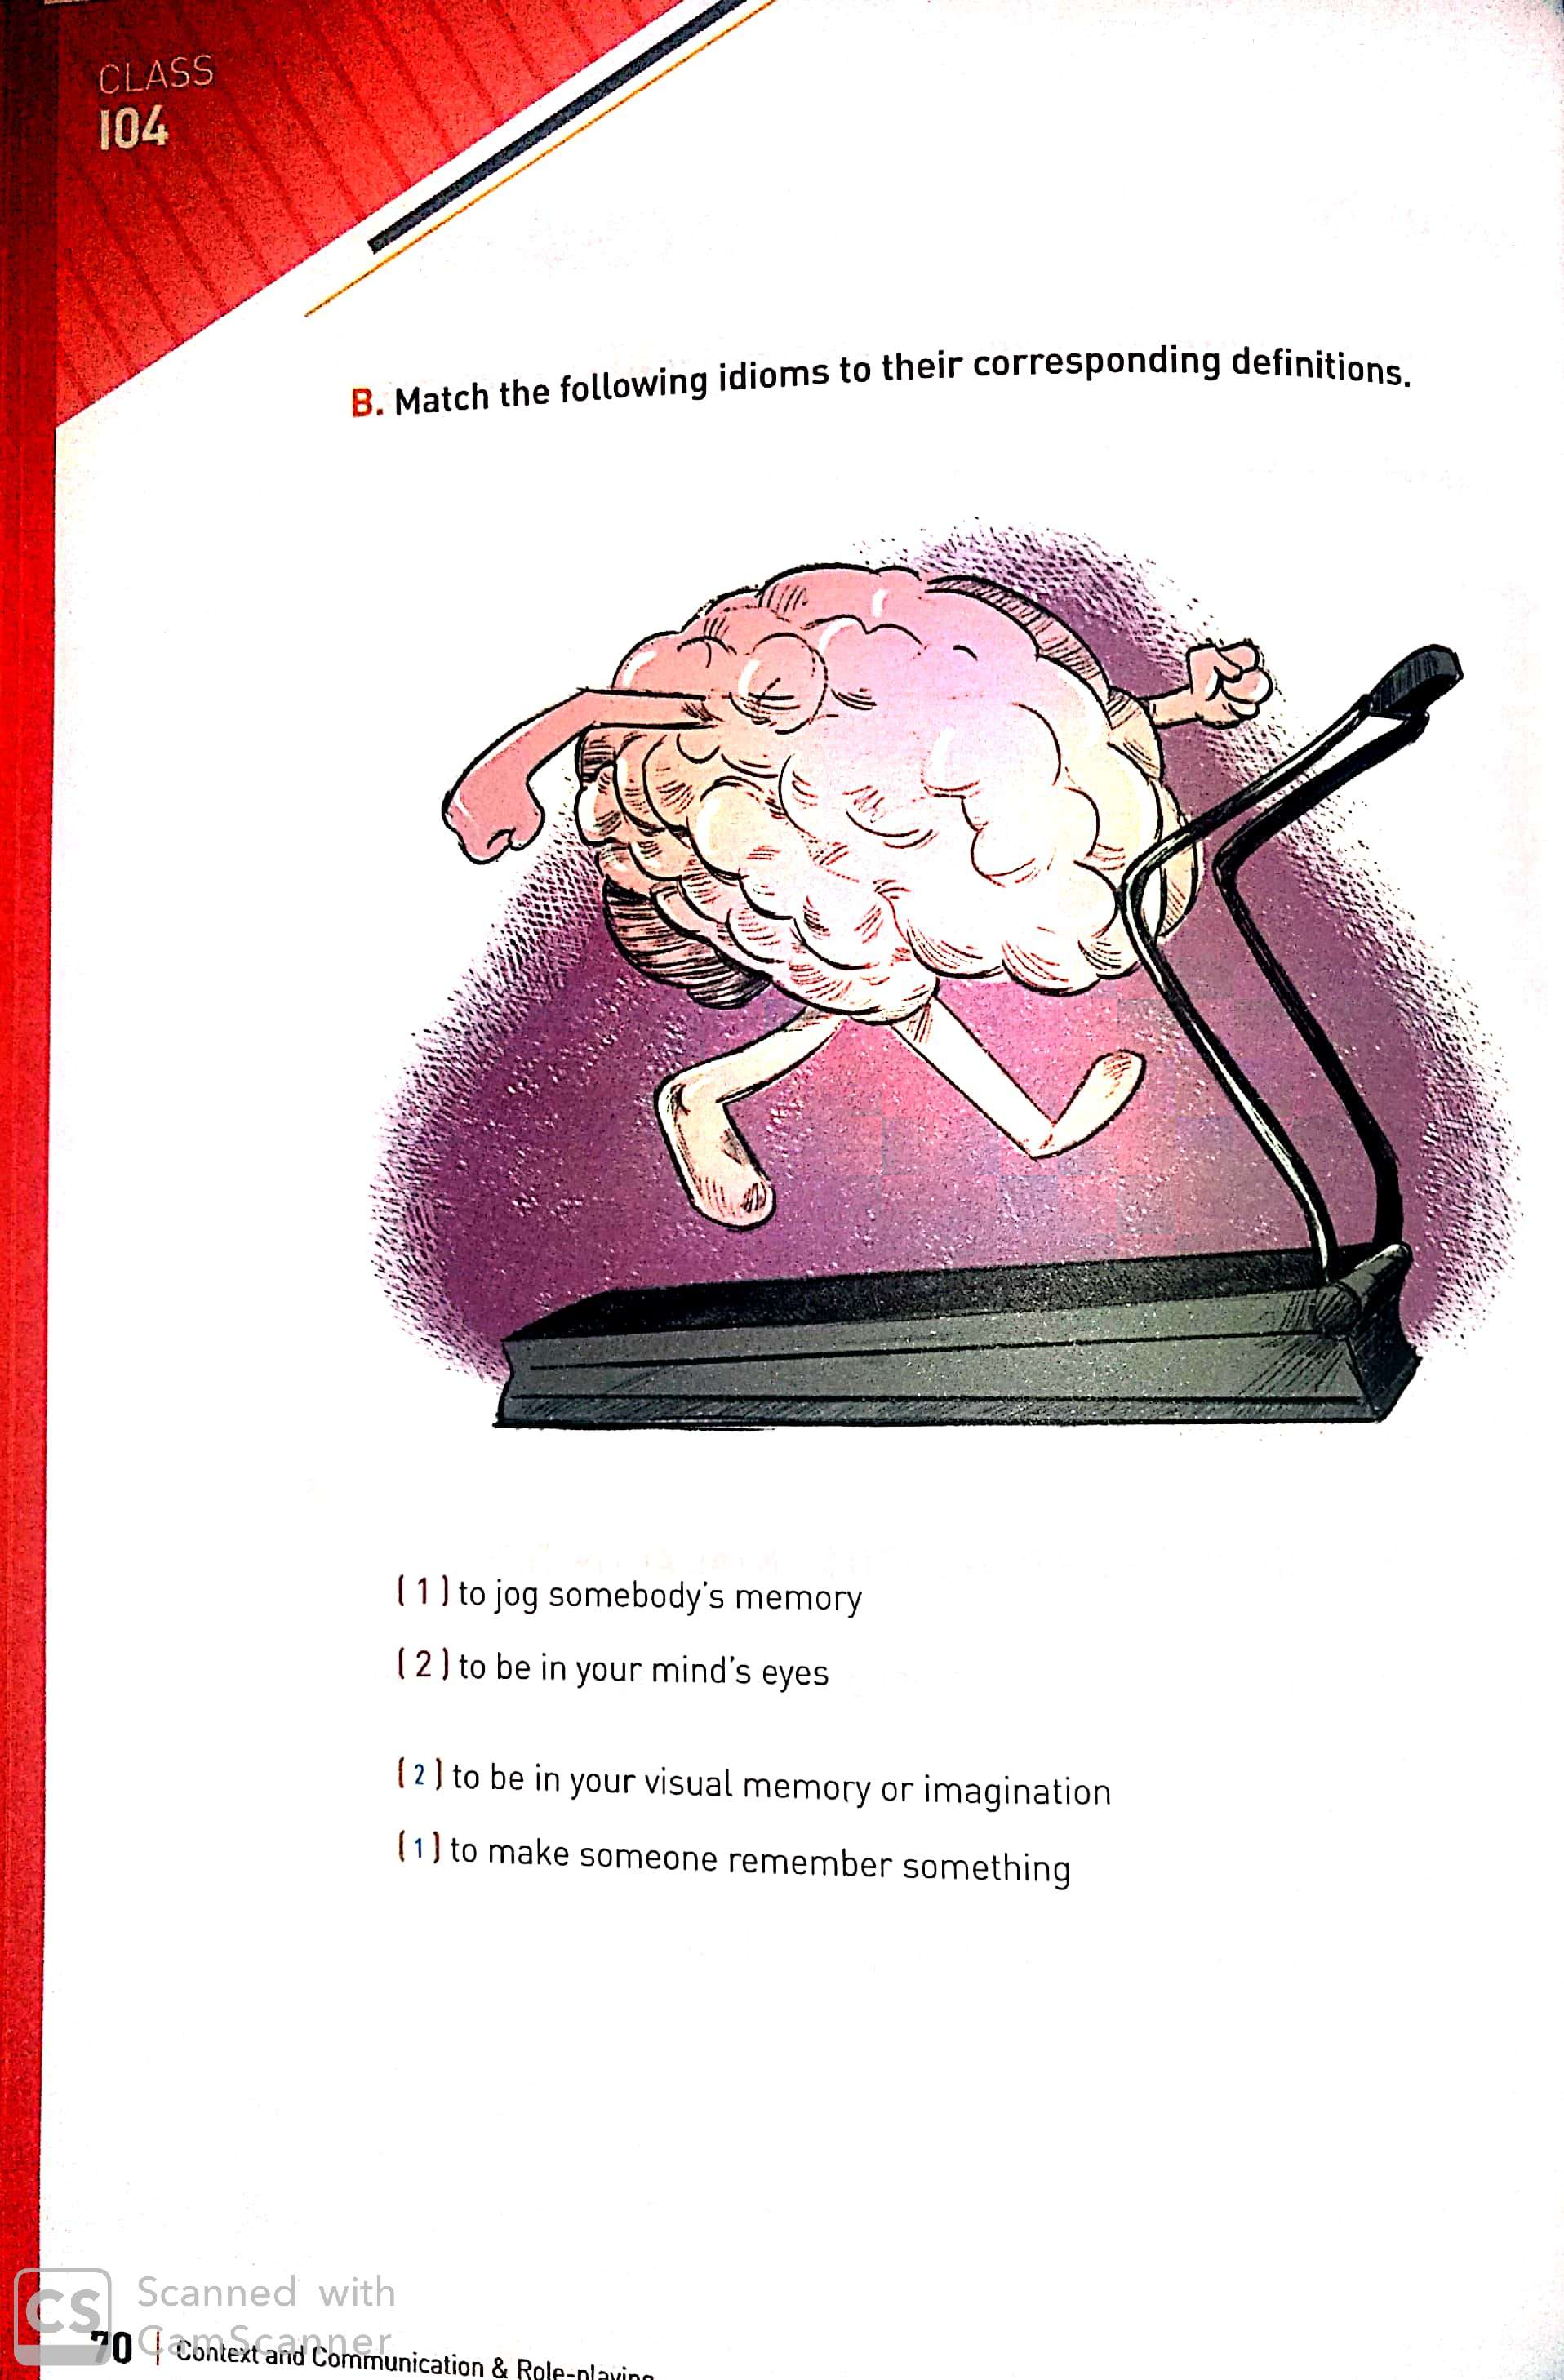 CLASS
104
B. Match the following idioms to their corresponding definitions.
( 1 ) to jog somebody's memory
( 2 ) to be in your mind's eyes
( 2 ) to be in your visual memory or imagination
( 1 ) to make someone remember something
CS Scanned with
CamScanner
70 | Context and Communication & Role-playing